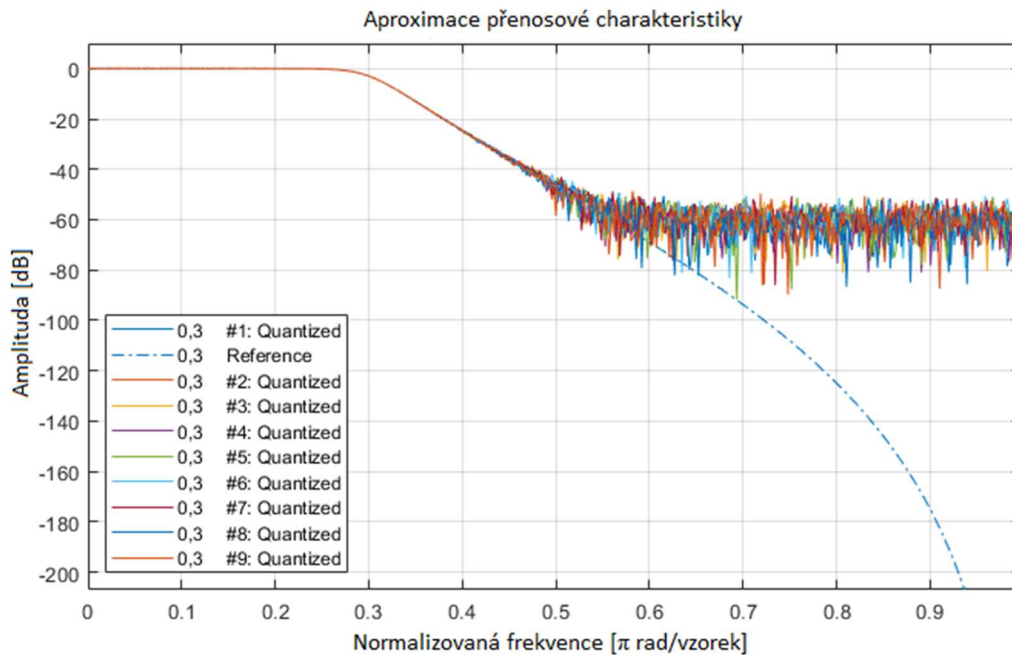 Aproximace přenosové charakteristiky
0
-20
-40
-60
-80
-100
-120
-140
-160
-180
-200
Amplituda [dB]
0,3 #1: Quantized
0,3 Reference
0,3 #2: Quantized
0,3 #3: Quantized
0,3 #4: Quantized
0,3 #5: Quantized
0,3 #6: Quantized
0,3 #7: Quantized
0,3 #8: Quantized
0,3 #9: Quantized
0 0.1 0.2 0.3 0.4 0.5 0.6 0.7 0.8 0.9
Normalizovaná frekvence [π rad/vzorek]